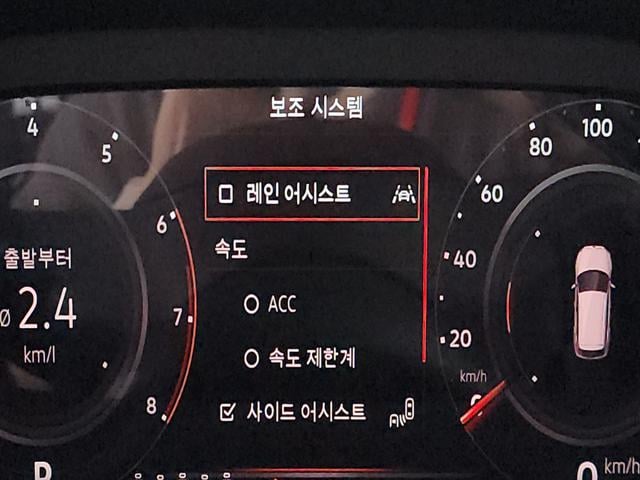 보조 시스템
4
5
6
7
8
출발부터
ø 2.4
km/l
레인 어시스트
속도
ACC
속도 제한계
사이드 어시스트
100
80
60
40
20
km/h
0
0 km/h
P